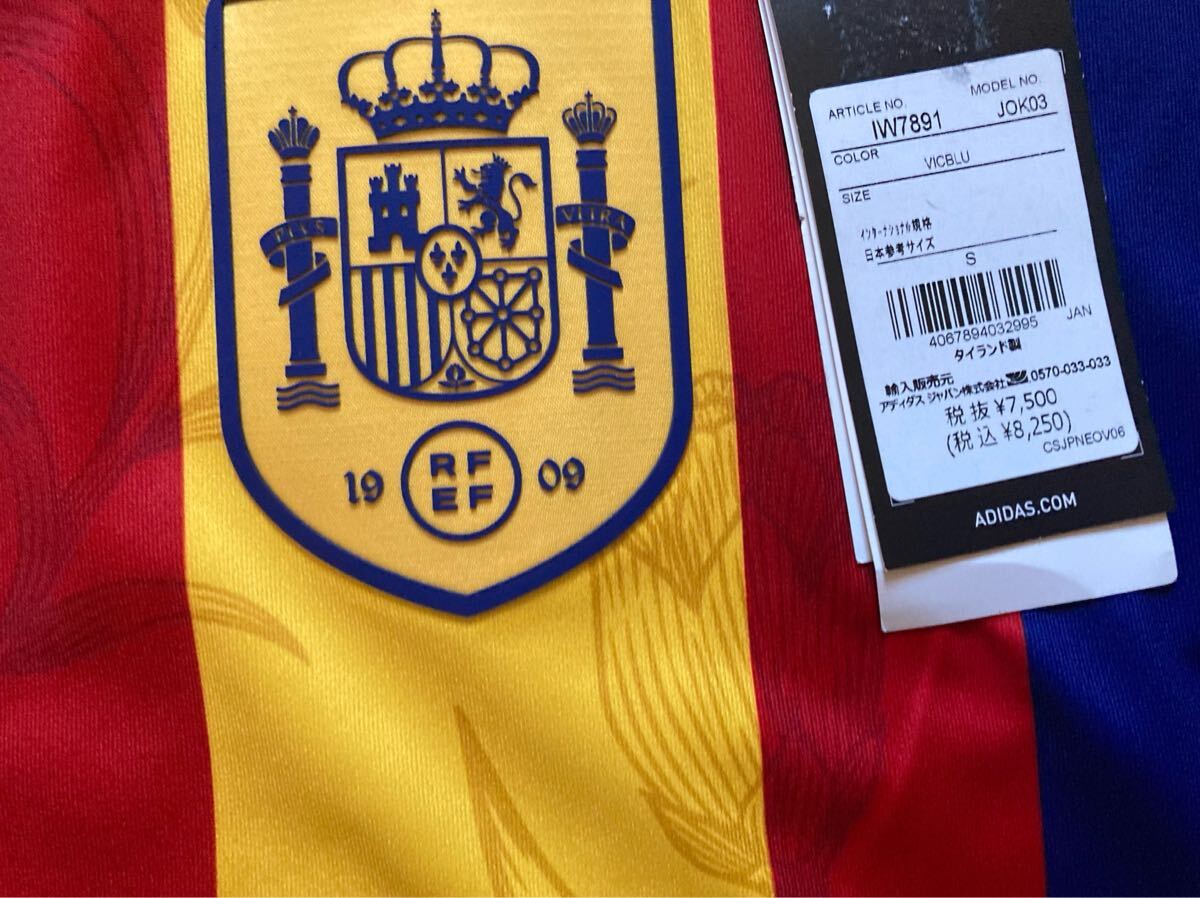 PLVS VLTRA
19 RF 09
EF
ARTICLE NO. MODEL NO.
IW7891 JOK03
COLOR VICBLU
SIZE
インターナショナル規格
日本参考サイズ
S
4067894032995 JAN
タイランド製
輸入販売元
アディダス ジャパン株式会社 0570-033-033
税抜 ¥7,500
(税込 ¥8,250)
CSJPNEOV06
ADIDAS.COM